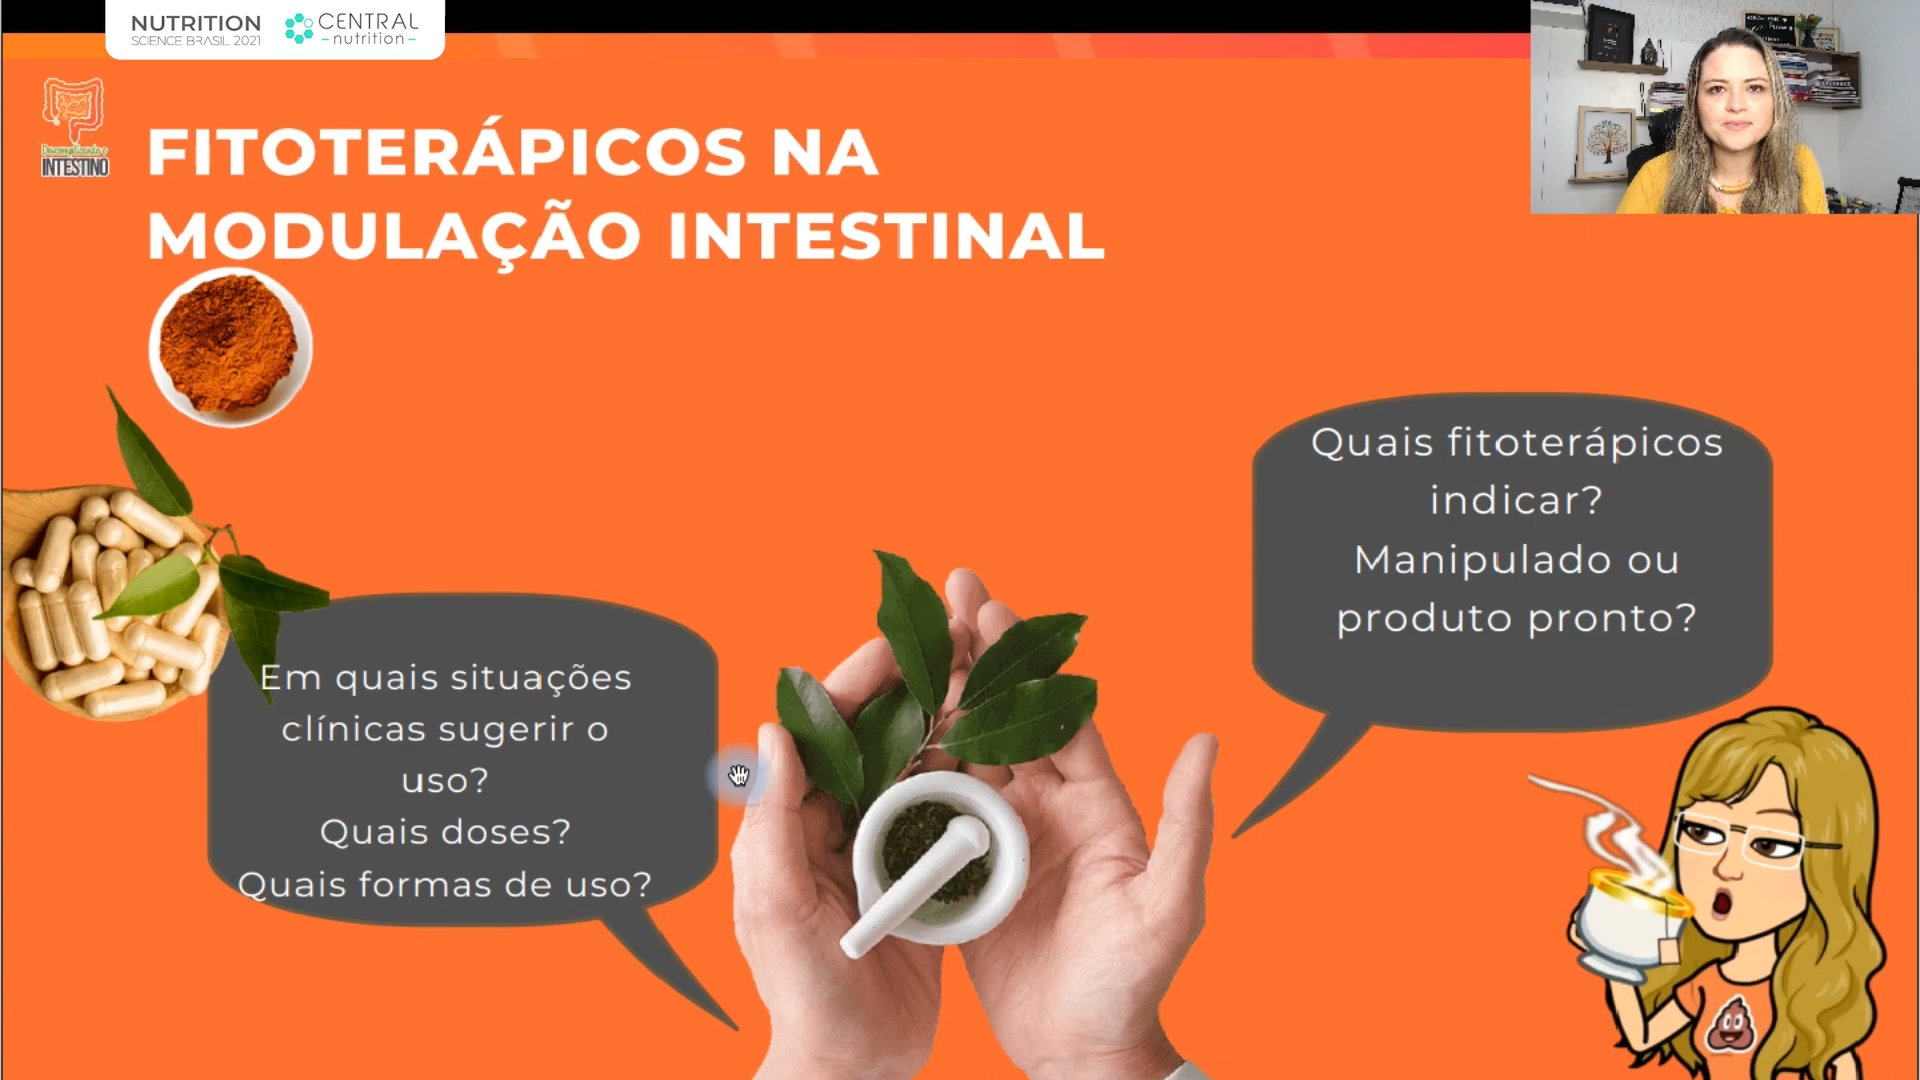 NUTRITION
SCIENCE BRASIL 2021
CENTRAL
nutrition
Descomplicando o
INTESTINO
FITOTERÁPICOS NA
MODULAÇÃO INTESTINAL
Quais fitoterápicos
indicar?
Manipulado ou
produto pronto?
Em quais situações
clínicas sugerir o
uso?
Quais doses?
Quais formas de uso?